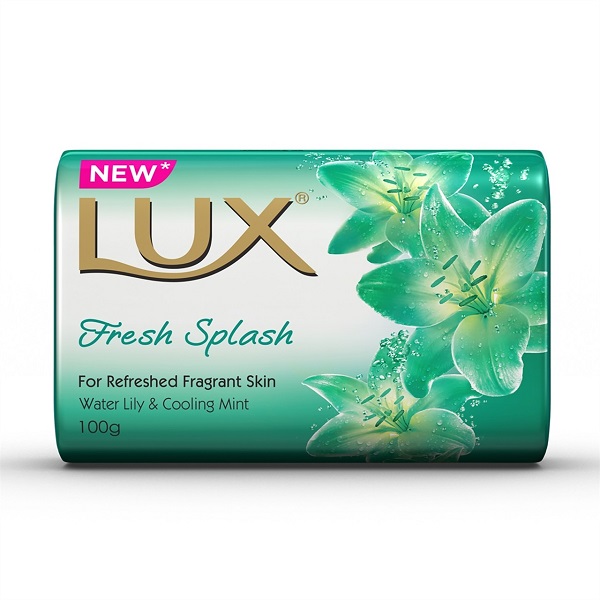 NEW*
LUX®
Fresh Splash
For Refreshed Fragrant Skin
Water Lily & Cooling Mint
100g